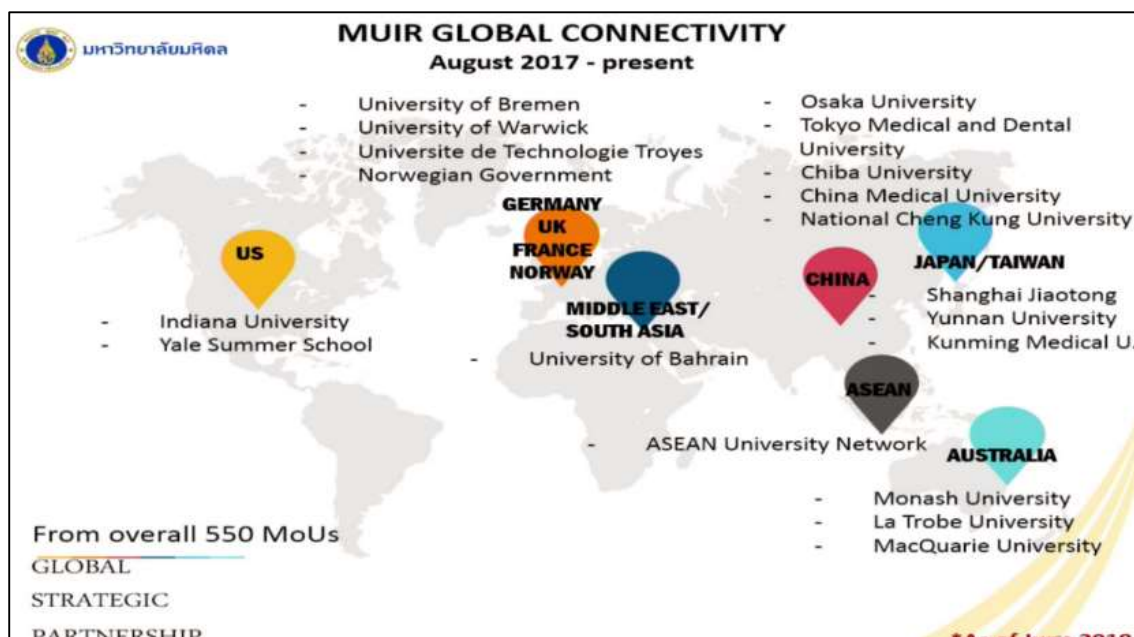 มหาวิทยาลัยมหิดล
MUIR GLOBAL CONNECTIVITY
August 2017 - present
- University of Bremen
- University of Warwick
- Universite de Technologie Troyes
- Norwegian Government
- Osaka University
- Tokyo Medical and Dental
University
- Chiba University
- China Medical University
- National Cheng Kung University
GERMANY
UK
FRANCE
NORWAY
US
MIDDLE EAST/
SOUTH ASIA
CHINA
JAPAN/TAIWAN
- Indiana University
- Yale Summer School
- University of Bahrain
- Shanghai Jiaotong
- Yunnan University
- Kunming Medical U.
ASEAN
- ASEAN University Network
AUSTRALIA
- Monash University
- La Trobe University
- MacQuarie University
From overall 550 MoUs
GLOBAL
STRATEGIC
PARTNERSHIP